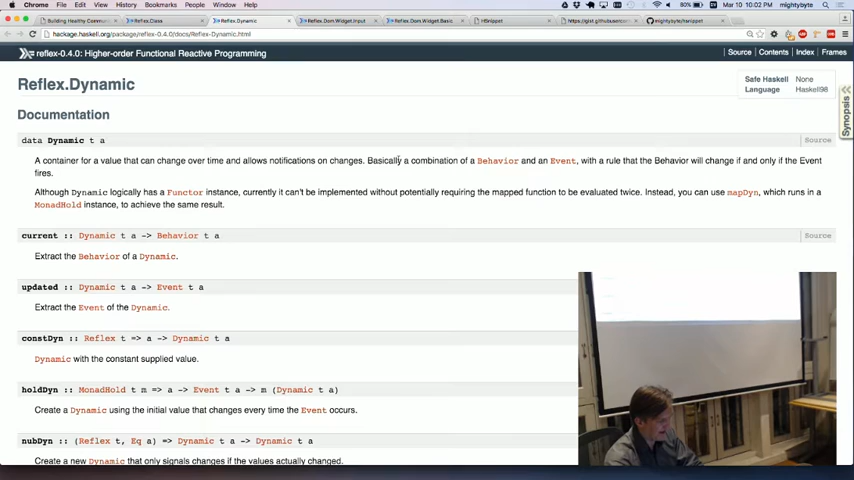 Chrome File Edit View History Bookmarks People Window Help
80% Mar 10 10:02 PM mightybyte
Building Healthy Commun Reflex.Class Reflex.Dynamic Reflex.Dom.Widget.Input Reflex.Dom.Widget.Basic HSnippet https://gist.githubuserco mightybyte/hsnippet
hackage.haskell.org/package/reflex-0.4.0/docs/Reflex-Dynamic.html
reflex-0.4.0: Higher-order Functional Reactive Programming
Source Contents Index Frames
Reflex.Dynamic
Safe Haskell None
Language Haskell98
Synopsis
Documentation
data Dynamic t a
Source
A container for a value that can change over time and allows notifications on changes. Basically a combination of a Behavior and an Event, with a rule that the Behavior will change if and only if the Event
fires.
Although Dynamic logically has a Functor instance, currently it can't be implemented without potentially requiring the mapped function to be evaluated twice. Instead, you can use mapDyn, which runs in a
MonadHold instance, to achieve the same result.
current :: Dynamic t a -> Behavior t a
Source
Extract the Behavior of a Dynamic.
updated :: Dynamic t a -> Event t a
Extract the Event of the Dynamic.
constDyn :: Reflex t => a -> Dynamic t a
Dynamic with the constant supplied value.
holdDyn :: MonadHold t m => a -> Event t a -> m (Dynamic t a)
Create a Dynamic using the initial value that changes every time the Event occurs.
nubDyn :: (Reflex t, Eq a) => Dynamic t a -> Dynamic t a
Create a new Dynamic that only signals changes if the values actually changed.